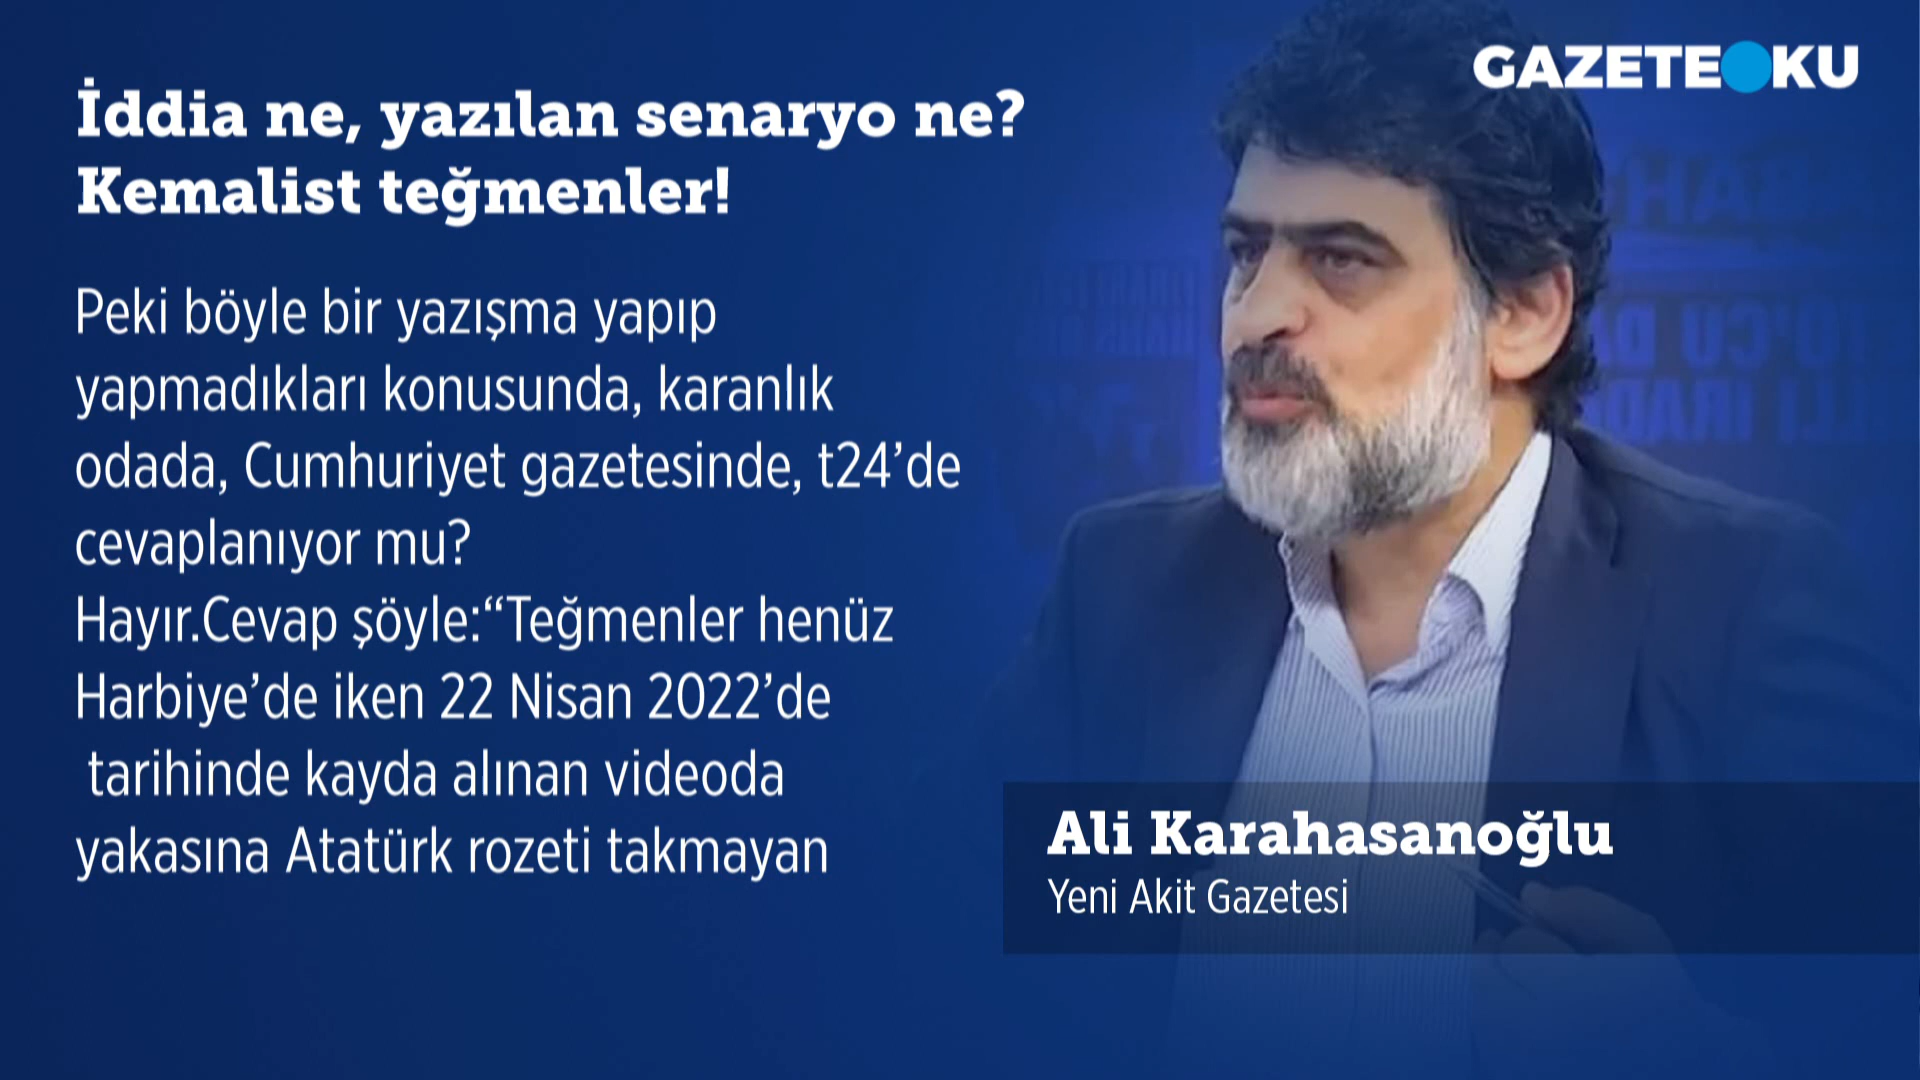 GAZETE OKU
İddia ne, yazılan senaryo ne?
Kemalist teğmenler!
Peki böyle bir yazışma yapıp
yapmadıkları konusunda, karanlık
odada, Cumhuriyet gazetesinde, t24’de
cevaplanıyor mu?
Hayır.Cevap şöyle:“Teğmenler henüz
Harbiye’de iken 22 Nisan 2022’de
tarihinde kayda alınan videoda
yakasına Atatürk rozeti takmayan
Ali Karahasanoğlu
Yeni Akit Gazetesi